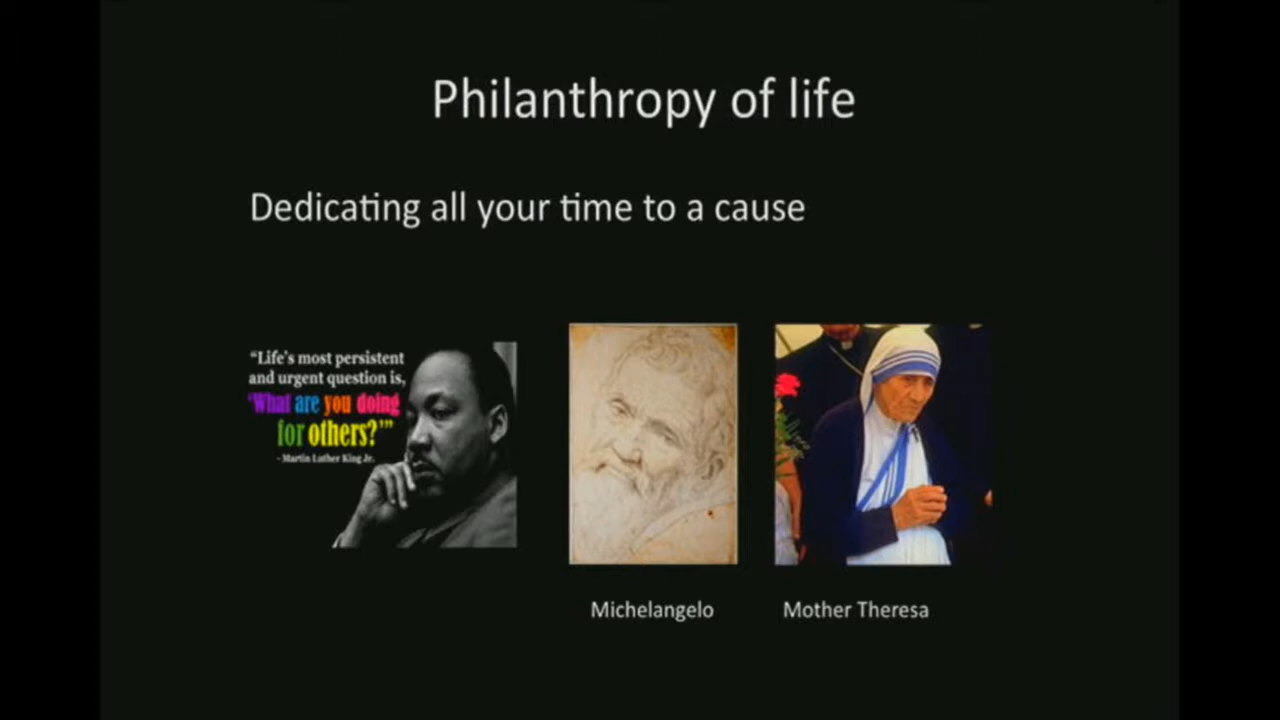 Philanthropy of life
Dedicating all your time to a cause
“Life’s most persistent
and urgent question is,
‘What are you doing
for others?’”
- Martin Luther King Jr.
Michelangelo
Mother Theresa